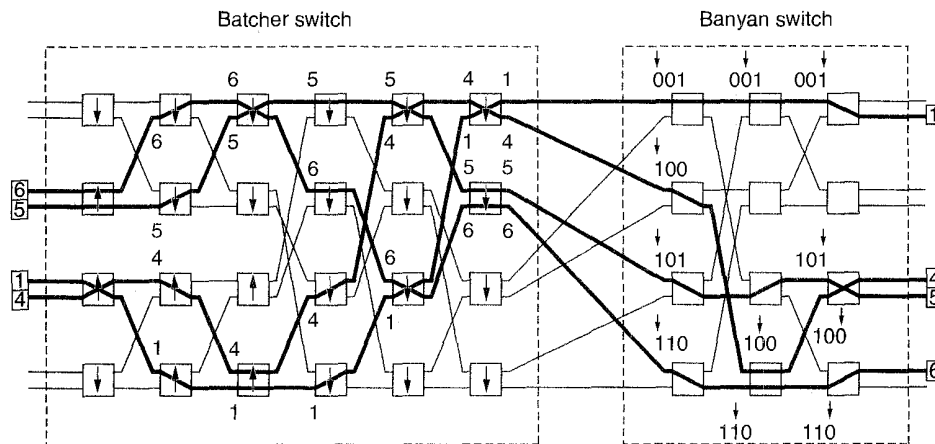 Batcher switch
Banyan switch
6 5 5 4 1 001 001 001
1
6 5 4 1 4
5 5 100
6
6
5
5 6 6
4 6 101 101
1
4
4
5
4 1 110 100 100
1 4
6
1 1 110 110